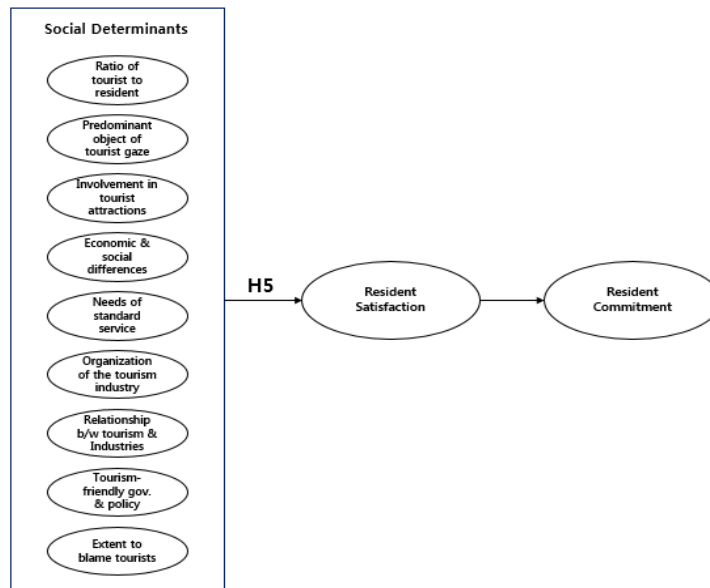 Social Determinants
Ratio of
tourist to
resident
Predominant
object of
tourist gaze
Involvement in
tourist
attractions
Economic &
social
differences
Needs of
standard
service
Organization
of the tourism
industry
Relationship
b/w tourism &
Industries
Tourism-
friendly gov.
& policy
Extent to
blame tourists
H5
Resident
Satisfaction
Resident
Commitment